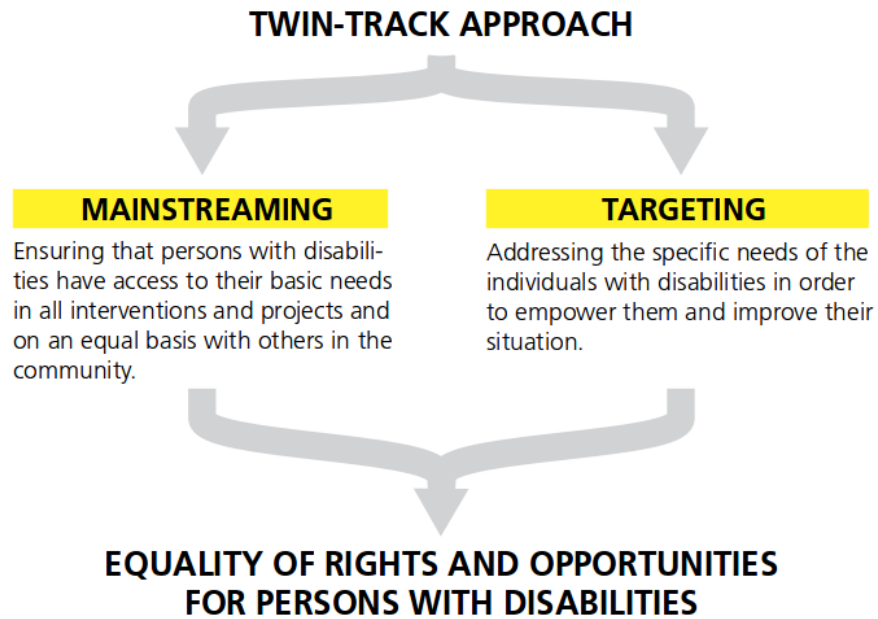 TWIN-TRACK APPROACH
MAINSTREAMING
Ensuring that persons with disabili-
ties have access to their basic needs
in all interventions and projects and
on an equal basis with others in the
community.
TARGETING
Addressing the specific needs of the
individuals with disabilities in order
to empower them and improve their
situation.
EQUALITY OF RIGHTS AND OPPORTUNITIES
FOR PERSONS WITH DISABILITIES